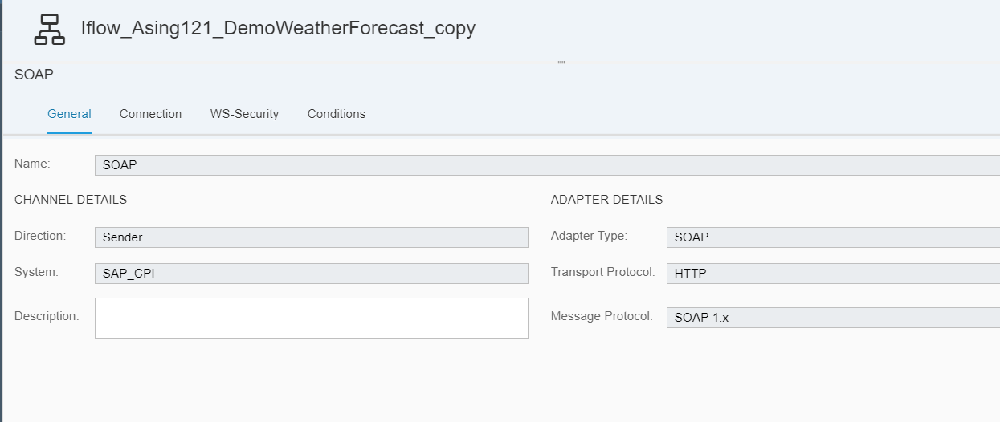 Iflow_Asing121_DemoWeatherForecast_copy
SOAP
General Connection WS-Security Conditions
Name: SOAP
CHANNEL DETAILS ADAPTER DETAILS
Direction: Sender Adapter Type: SOAP
System: SAP_CPI Transport Protocol: HTTP
Description: Message Protocol: SOAP 1.x